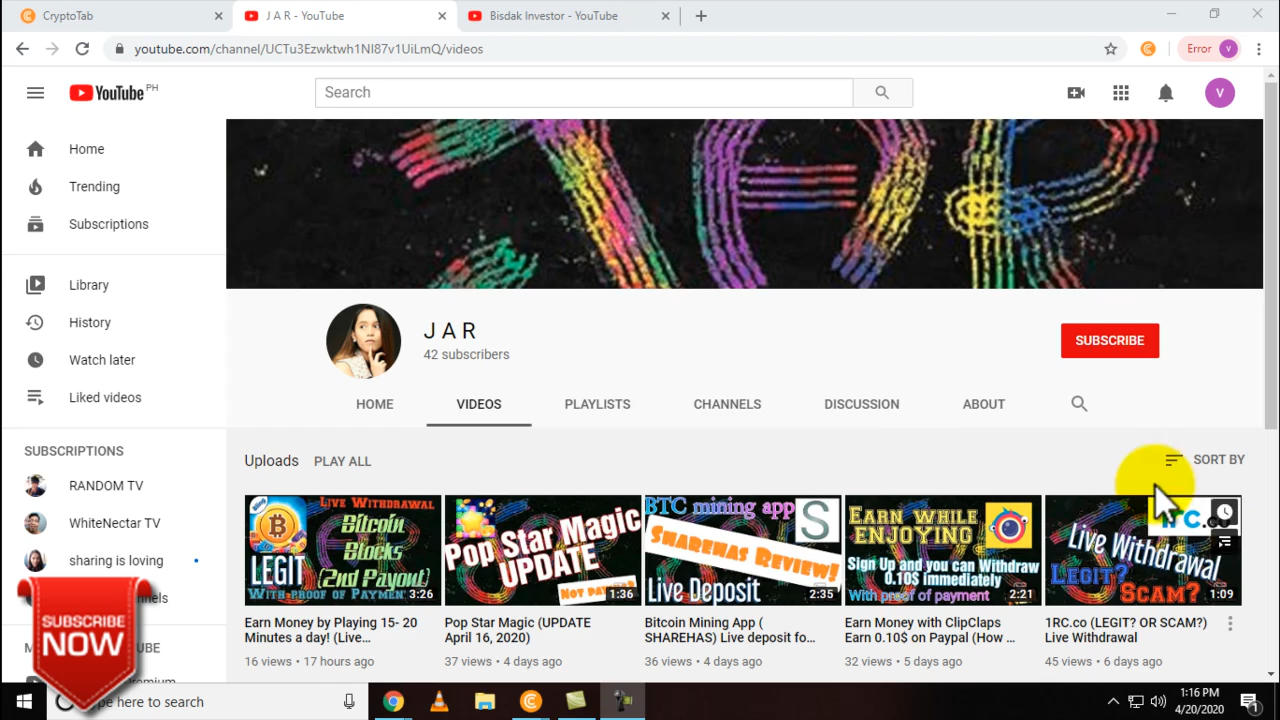 CryptoTab
J A R - YouTube
Bisdak Investor - YouTube
youtube.com/channel/UCTu3Ezwktwh1NI87v1UiLmQ/videos
Error
V
YouTube PH
Search
V
Home
Trending
Subscriptions
Library
History
Watch later
Liked videos
SUBSCRIPTIONS
RANDOM TV
WhiteNectar TV
sharing is loving
J A R
42 subscribers
SUBSCRIBE
HOME
VIDEOS
PLAYLISTS
CHANNELS
DISCUSSION
ABOUT
Uploads
PLAY ALL
SORT BY
LIVE WITHDRAWAL
Bitcoin
Blocks
LEGIT
(2nd Payout)
WITH PROOF OF PAYMENT
3:26
Earn Money by Playing 15- 20
Minutes a day! (Live...
16 views • 17 hours ago
Pop Star Magic
UPDATE
1:36
Pop Star Magic (UPDATE
April 16, 2020)
37 views • 4 days ago
BTC mining app
S
SHAREHAS REVIEW!
Live Deposit
2:35
Bitcoin Mining App (
SHAREHAS) Live deposit fo...
36 views • 4 days ago
EARN WHILE
ENJOYING
Sign Up and you can Withdraw
0.10$ immediately
With proof of payment
2:21
Earn Money with ClipClaps
Earn 0.10$ on Paypal (How ...
32 views • 5 days ago
Live Withdrawal
LEGIT?
SCAM?
1:09
1RC.co (LEGIT? OR SCAM?)
Live Withdrawal
45 views • 6 days ago
SUBSCRIBE
NOW
here to search
1:16 PM
4/20/2020
1